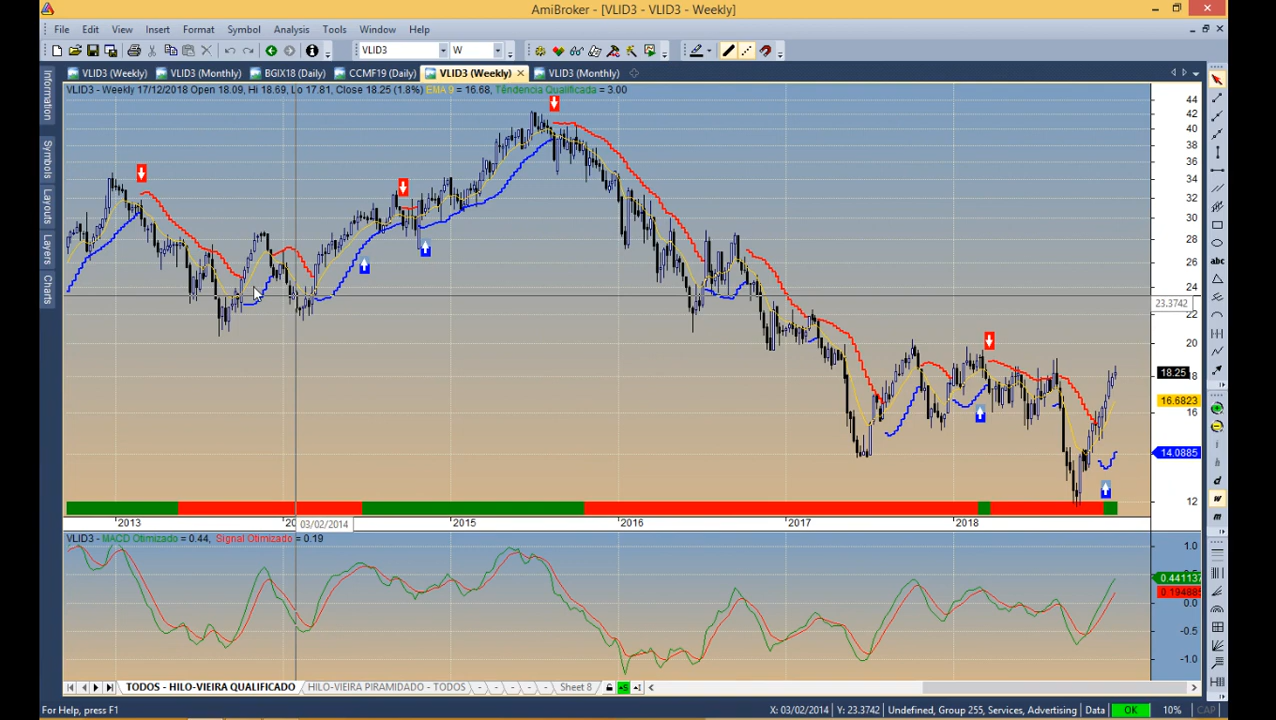 AmiBroker - [VLID3 - VLID3 - Weekly]
File Edit View Insert Format Symbol Analysis Tools Window Help
VLID3 W
VLID3 (Weekly) VLID3 (Monthly) BGIX18 (Daily) CCMF19 (Daily) VLID3 (Weekly) VLID3 (Monthly)
VLID3 - Weekly 17/12/2018 Open 18.09, Hi 18.69, Lo 17.81, Close 18.25 (1.8%) EMA 9 = 16.68, Têndencia Qualificada = 3.00
Information
Symbols
Layouts
Layers
Charts
44
42
40
38
36
34
32
30
28
26
24
23.3742
22
20
18.25
18
16.6823
16
14.0885
12
abc
d
w
m
2013 2015 2016 2017 2018
03/02/2014
VLID3 - MACD Otimizado = 0.44, Signal Otimizado = 0.19
1.0
0.441137
0.194885
0.0
-0.5
-1.0
TODOS - HILO-VIEIRA QUALIFICADO HILO-VIEIRA PIRAMIDADO - TODOS - - - - - Sheet 8
For Help, press F1 X: 03/02/2014 Y: 23.3742 Undefined, Group 255, Services, Advertising Data OK 10% CAP